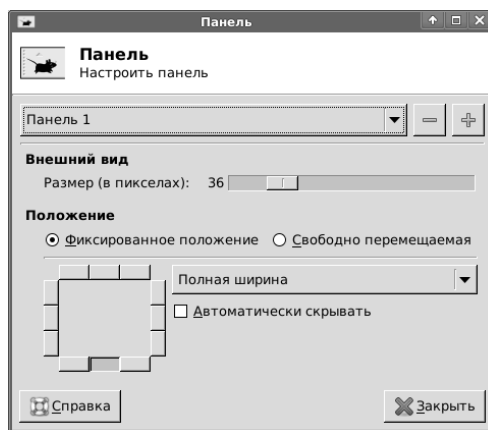 Панель
Панель
Настроить панель
Панель 1
Внешний вид
Размер (в пикселах): 36
Положение
Фиксированное положение Свободно перемещаемая
Полная ширина
Автоматически скрывать
Справка Закрыть